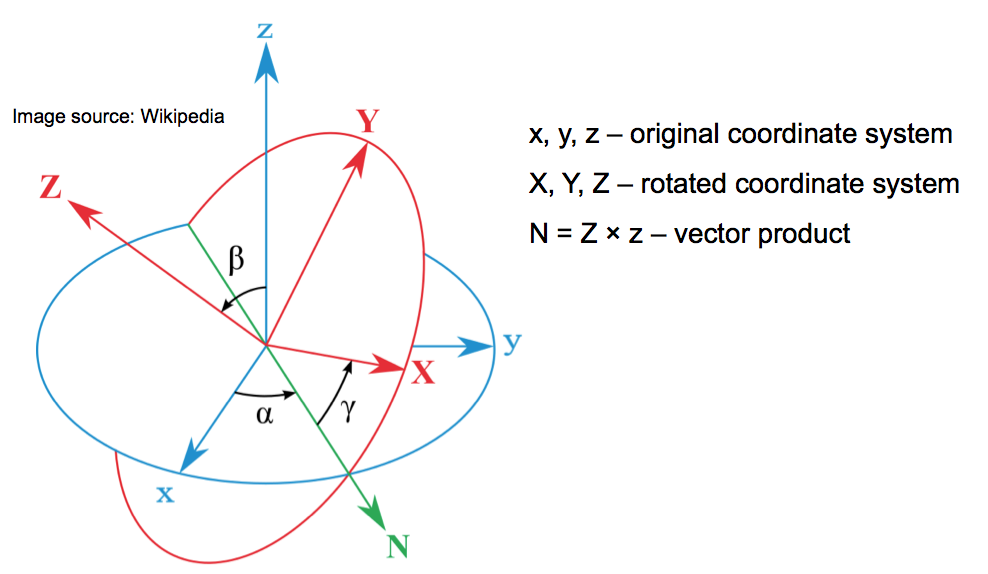 z
Image source: Wikipedia
Y
x, y, z – original coordinate system
Z
X, Y, Z – rotated coordinate system
N = Z × z – vector product
β
y
X
α
γ
x
N